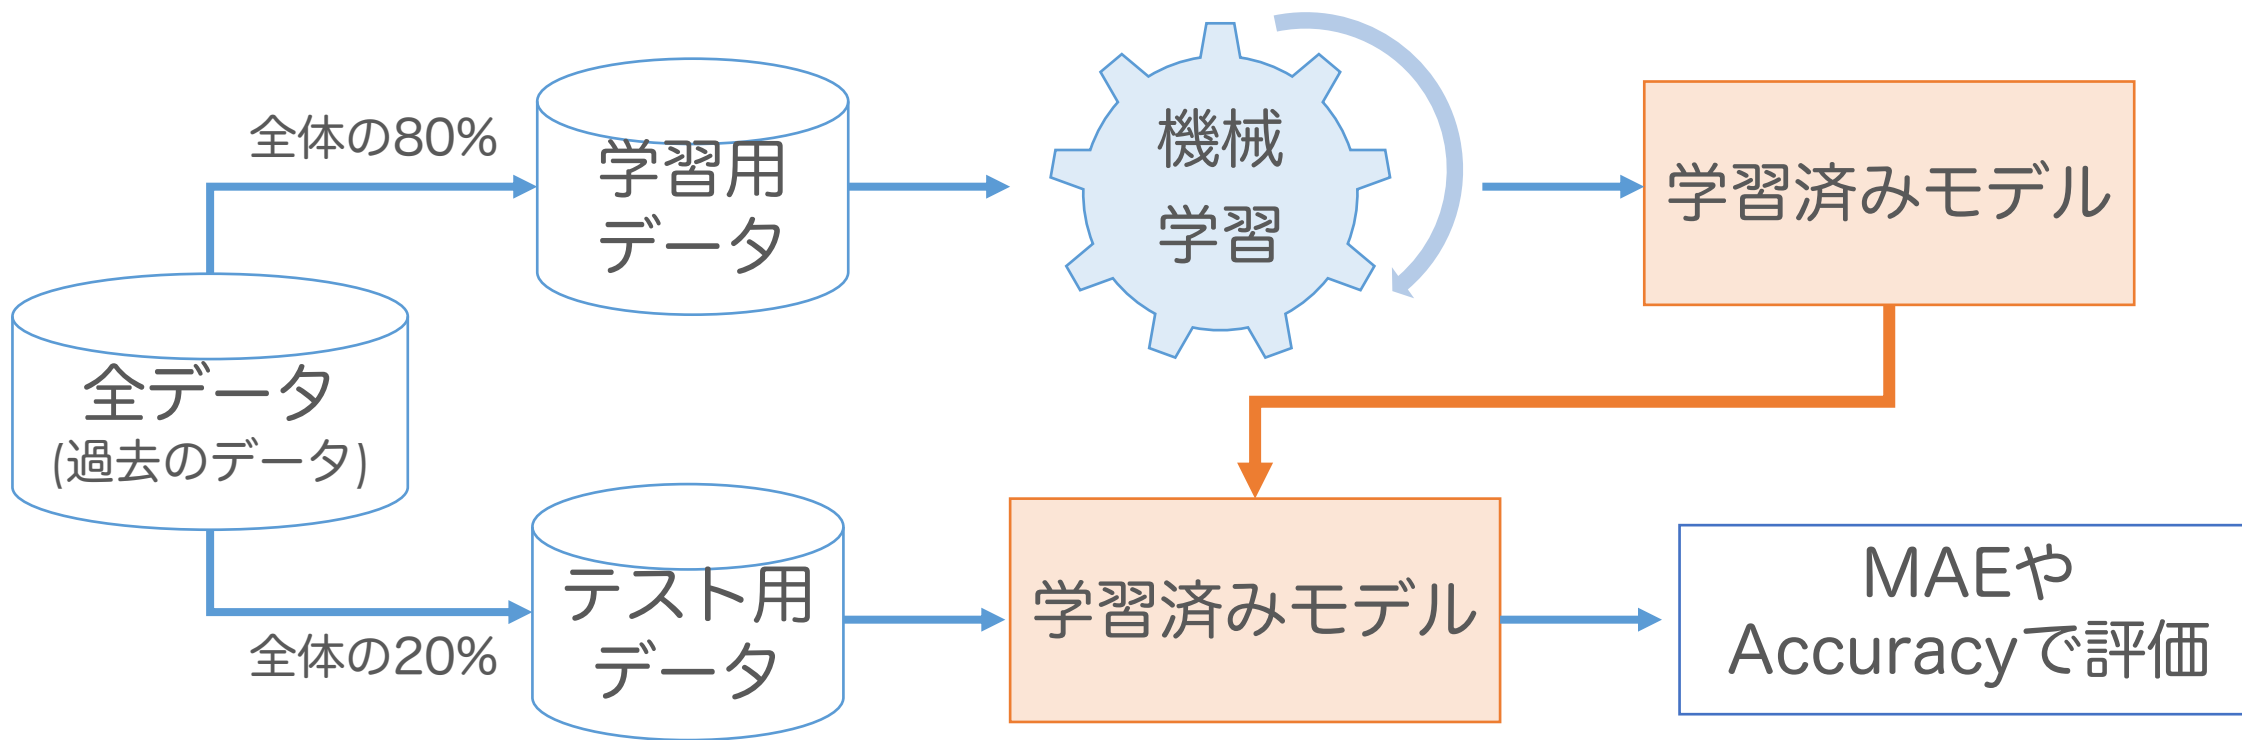 全体の80%
学習用
データ
機械
学習
学習済みモデル
全データ
(過去のデータ)
全体の20%
テスト用
データ
学習済みモデル
MAEや
Accuracyで評価